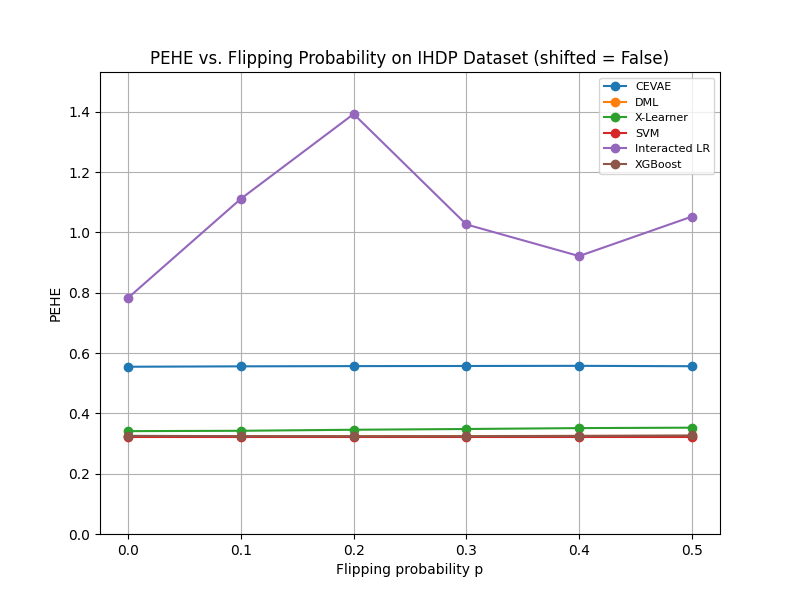 PEHE vs. Flipping Probability on IHDP Dataset (shifted = False)
CEVAE
DML
X-Learner
SVM
Interacted LR
XGBoost
PEHE
1.4
1.2
1.0
0.8
0.6
0.4
0.2
0.0
0.0 0.1 0.2 0.3 0.4 0.5
Flipping probability p